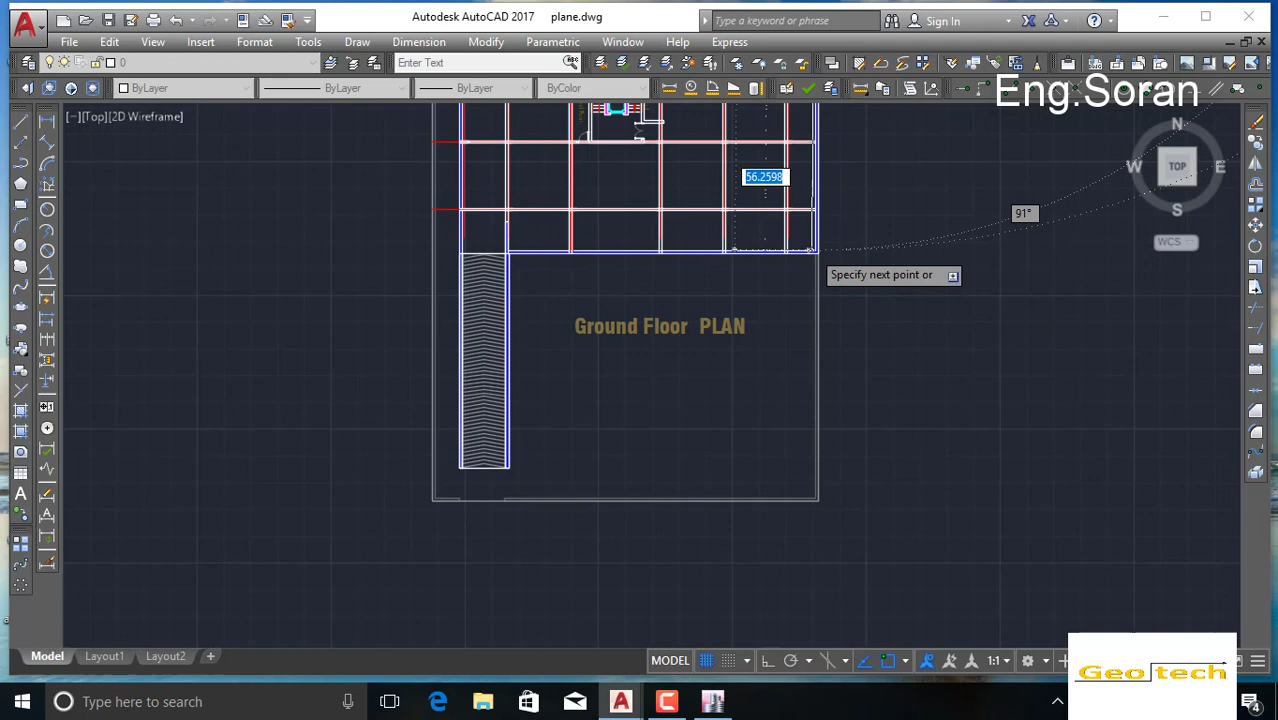 Autodesk AutoCAD 2017 plane.dwg
Type a keyword or phrase
Sign In
File Edit View Insert Format Tools Draw Dimension Modify Parametric Window Help Express
0
Enter Text
ByLayer
ByLayer
ByLayer
ByColor
Eng.Soran
[−][Top][2D Wireframe]
N
W
TOP
E
S
WCS
56.2598
91°
Specify next point or
Ground Floor PLAN
Model Layout1 Layout2 +
MODEL
1:1
Geotech
Type here to search
4